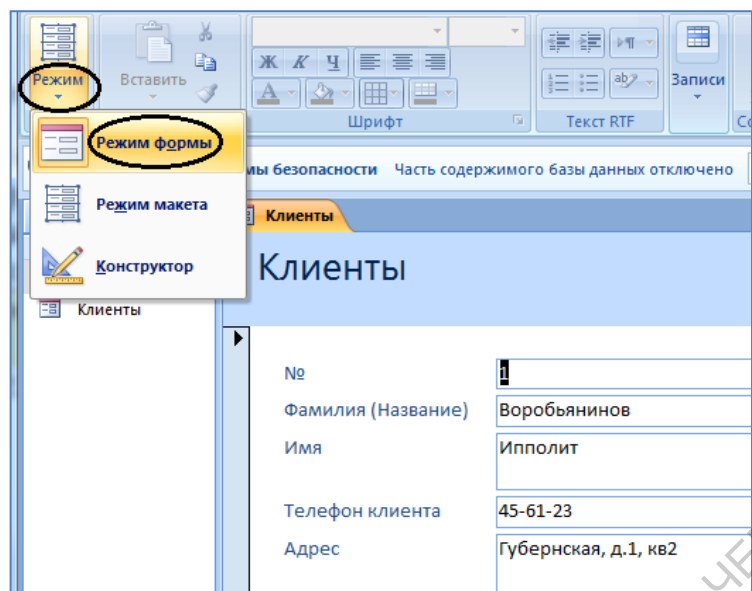 Режим
Вставить
Ж К Ч
А
ab
Записи
Шрифт
Текст RTF
Режим формы
мы безопасности Часть содержимого базы данных отключено
Режим макета
Клиенты
Конструктор
Клиенты
Клиенты
№ 1
Фамилия (Название) Воробьянинов
Имя Ипполит
Телефон клиента 45-61-23
Адрес Губернская, д.1, кв2